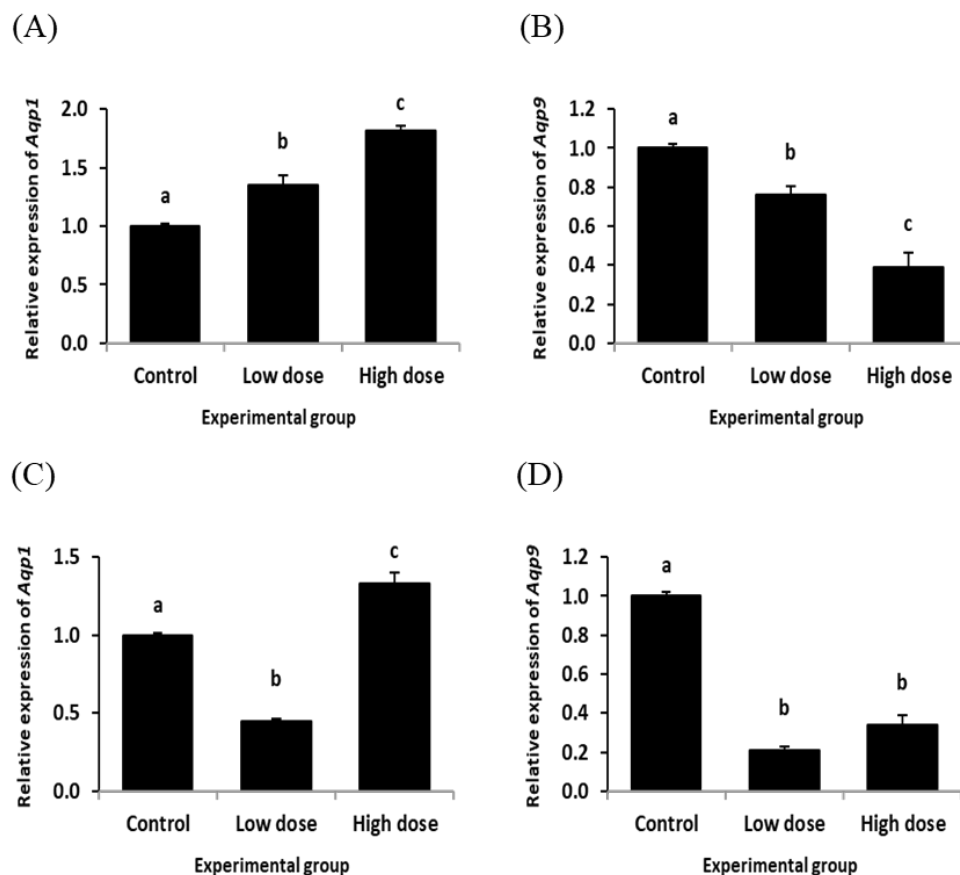 (A)
Relative expression of Aqp1
2.0
1.5
1.0
0.5
0.0
a
b
c
Control Low dose High dose
Experimental group
(B)
Relative expression of Aqp9
1.2
1.0
0.8
0.6
0.4
0.2
0.0
a
b
c
Control Low dose High dose
Experimental group
(C)
Relative expression of Aqp1
1.5
1.0
0.5
0.0
a
b
c
Control Low dose High dose
Experimental group
(D)
Relative expression of Aqp9
1.2
1.0
0.8
0.6
0.4
0.2
0.0
a
b
b
Control Low dose High dose
Experimental group